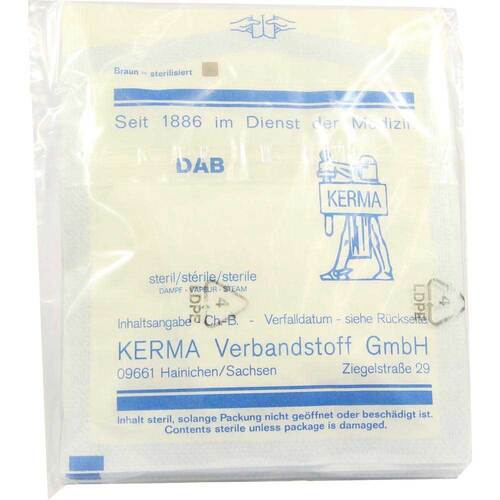 Braun = sterilisiert
Seit 1886 im Dienst der Medizin
DAB
KERMA
steril/stérile/sterile
DAMPF - VAPEUR - STEAM
4
LDPE
4
LDPE
Inhaltsangabe - Ch.-B. - Verfalldatum - siehe Rückseite
KERMA Verbandstoff GmbH
09661 Hainichen/Sachsen Ziegelstraße 29
Inhalt steril, solange Packung nicht geöffnet oder beschädigt ist.
Contents sterile unless package is damaged.